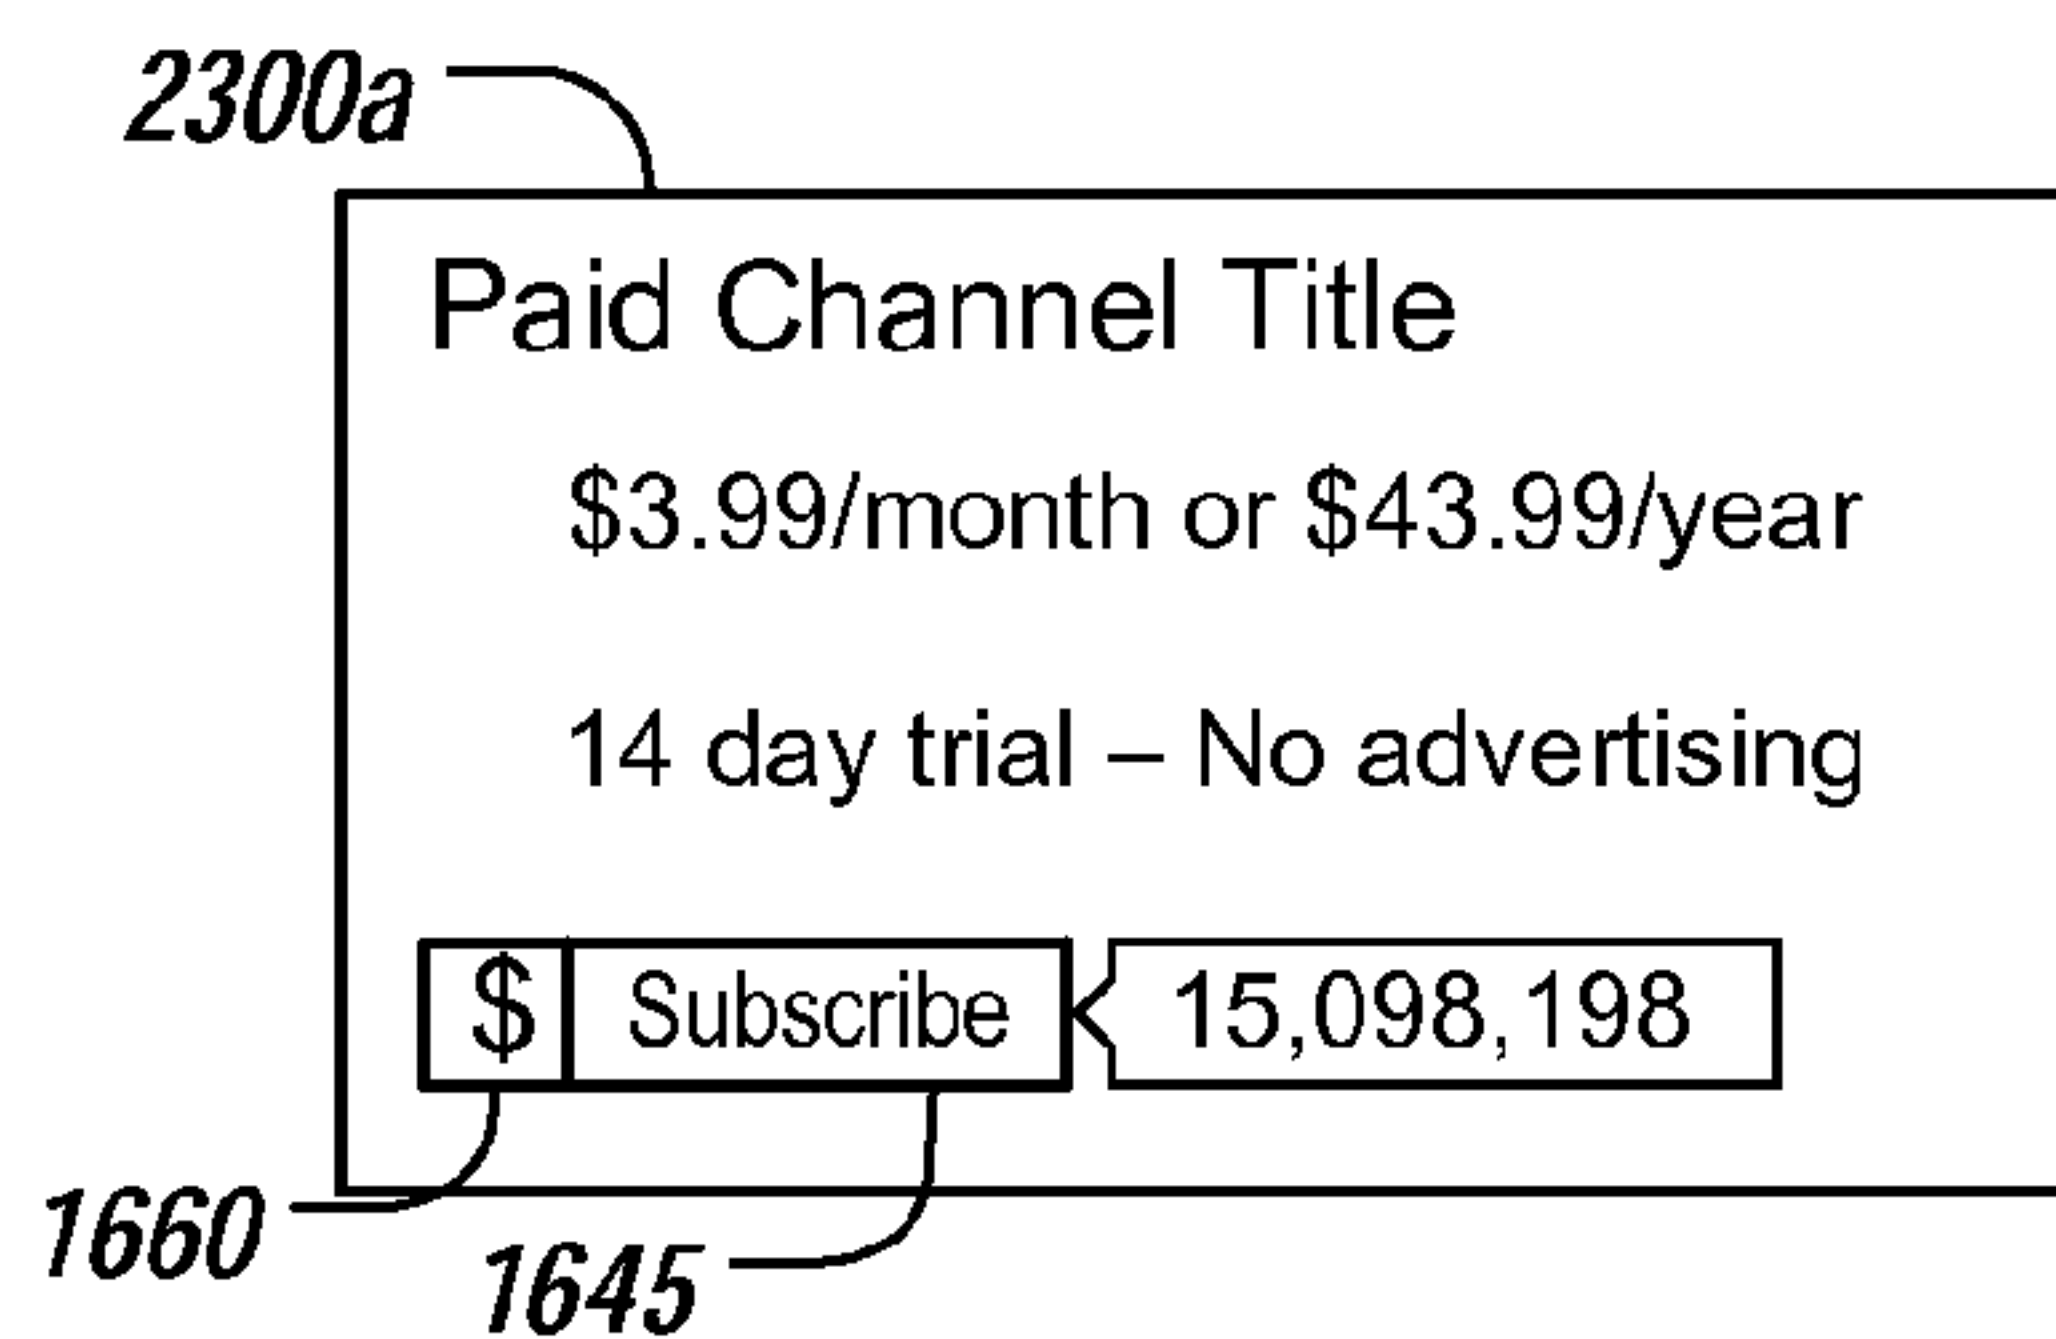 2300a
Paid Channel Title
$3.99/month or $43.99/year
14 day trial – No advertising
$ Subscribe 15,098,198
1660
1645